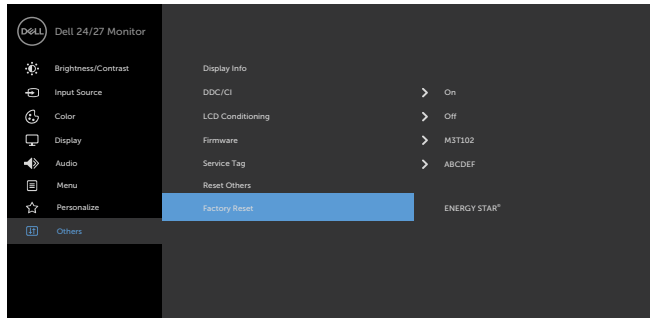 DELL Dell 24/27 Monitor
Brightness/Contrast Display Info
Input Source DDC/CI On
Color LCD Conditioning Off
Display Firmware M3T102
Audio Service Tag ABCDEF
Menu Reset Others
Personalize Factory Reset ENERGY STAR®
Others